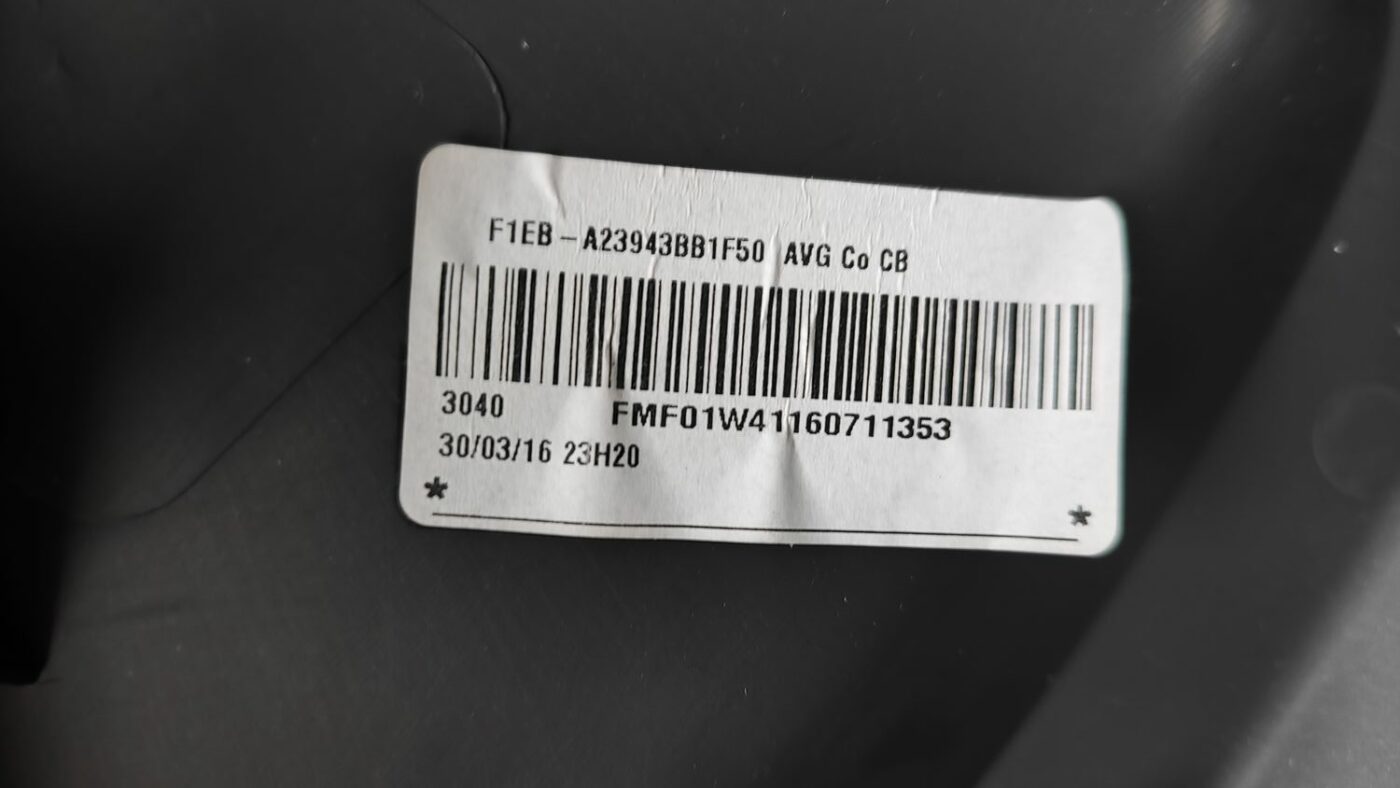 F1EB-A23943BB1F50 AVG Co CB
3040 FMF01W41160711353
30/03/16 23H20
* *